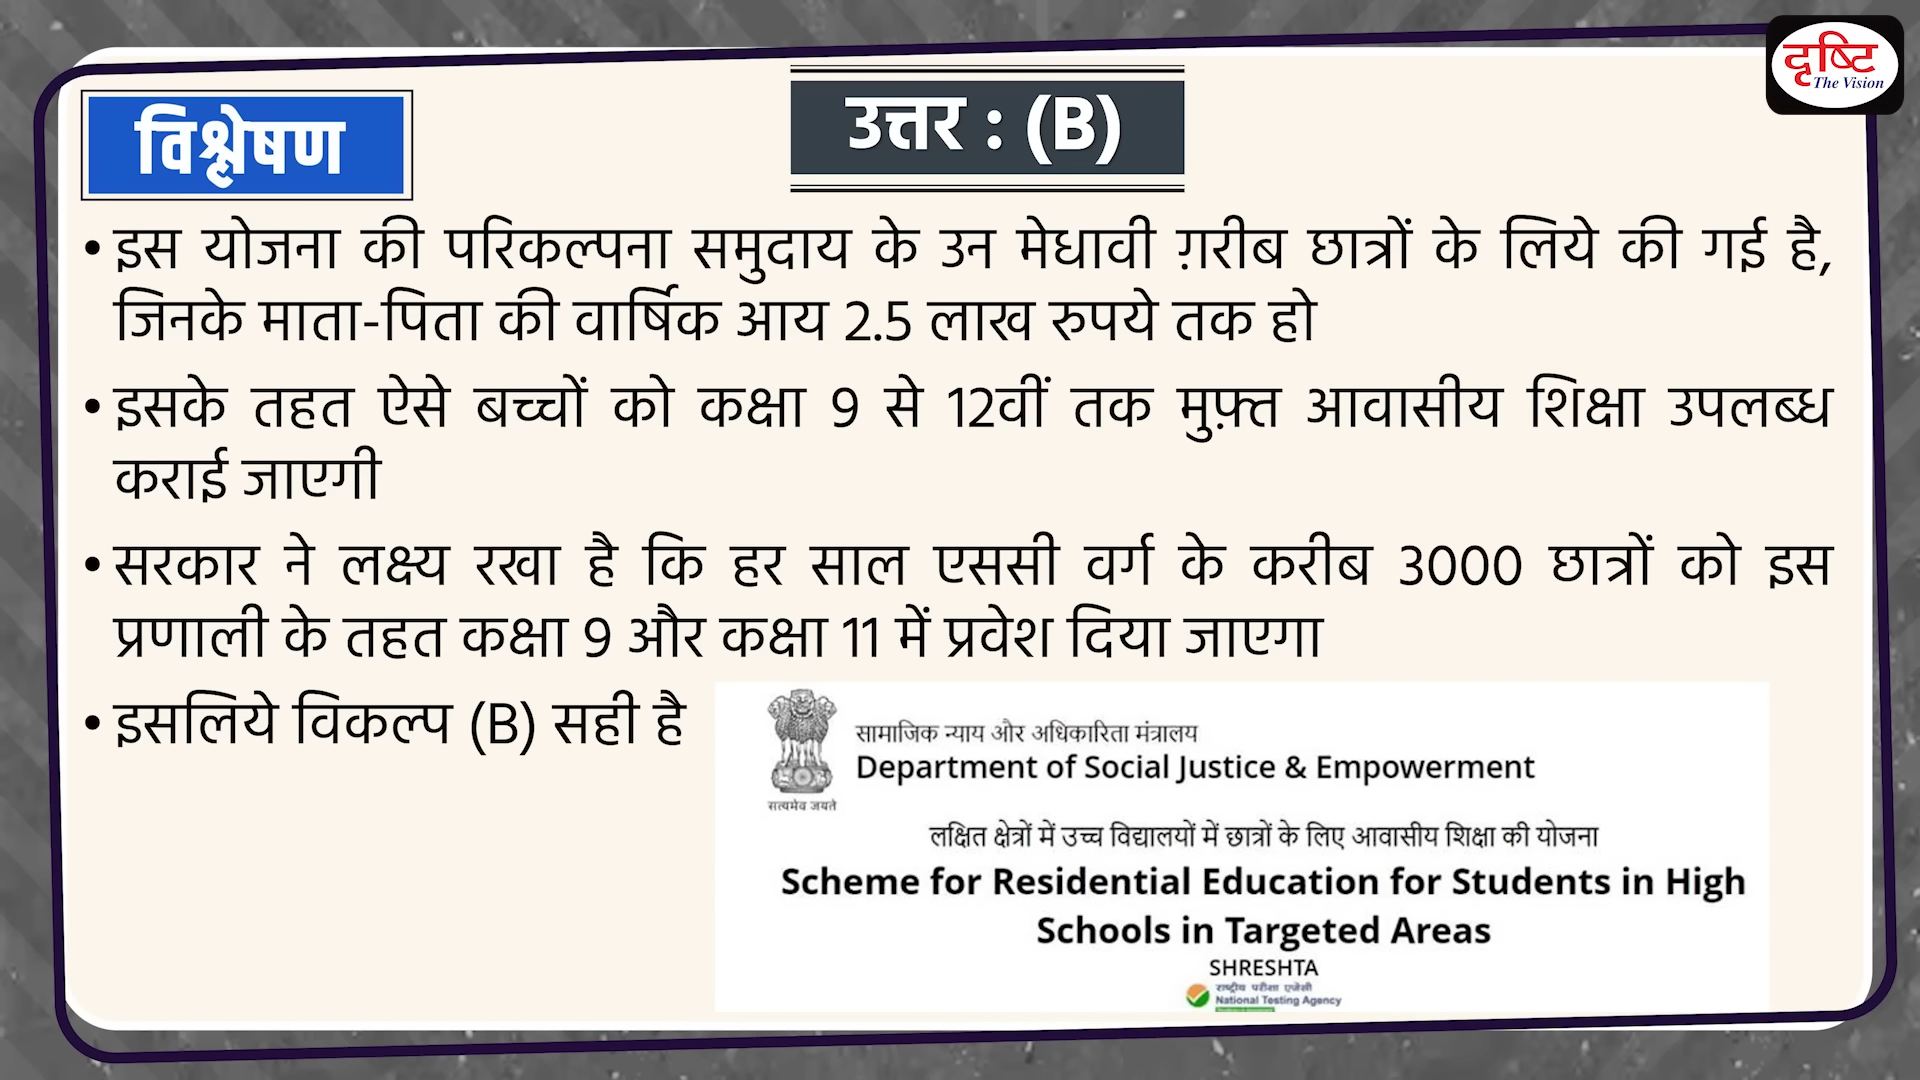 दृष्टि
The Vision
विश्लेषण
उत्तर : (B)
• इस योजना की परिकल्पना समुदाय के उन मेधावी ग़रीब छात्रों के लिये की गई है,
जिनके माता-पिता की वार्षिक आय 2.5 लाख रुपये तक हो
• इसके तहत ऐसे बच्चों को कक्षा 9 से 12वीं तक मुफ़्त आवासीय शिक्षा उपलब्ध
कराई जाएगी
• सरकार ने लक्ष्य रखा है कि हर साल एससी वर्ग के करीब 3000 छात्रों को इस
प्रणाली के तहत कक्षा 9 और कक्षा 11 में प्रवेश दिया जाएगा
• इसलिये विकल्प (B) सही है
सामाजिक न्याय और अधिकारिता मंत्रालय
Department of Social Justice & Empowerment
सत्यमेव जयते
लक्षित क्षेत्रों में उच्च विद्यालयों में छात्रों के लिए आवासीय शिक्षा की योजना
Scheme for Residential Education for Students in High
Schools in Targeted Areas
SHRESHTA
राष्ट्रीय परीक्षा एजेंसी
National Testing Agency